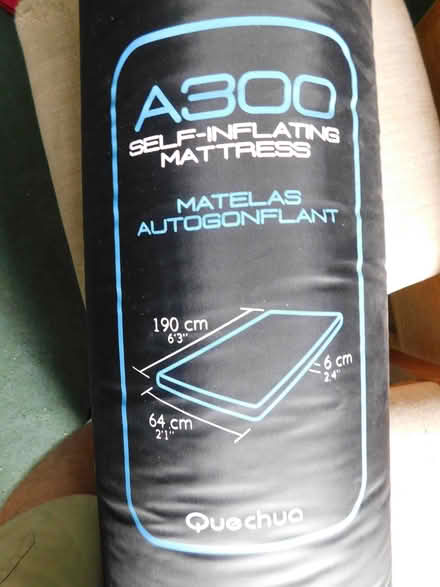 A300
SELF-INFLATING
MATTRESS
MATELAS
AUTOGONFLANT
190 cm
6'3"
6 cm
2.4"
64 cm
2'1"
Quechua